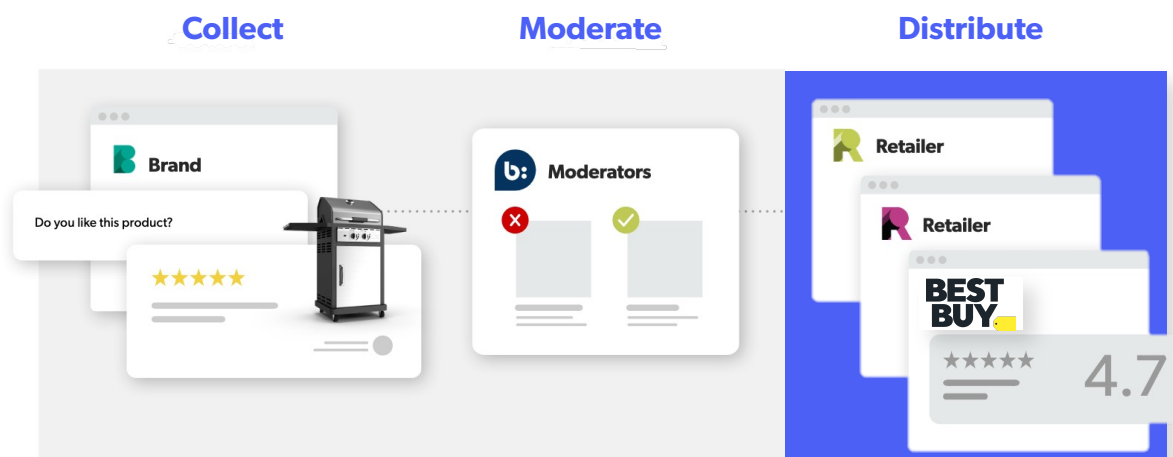 Collect
Moderate
Distribute
Brand
Do you like this product?
b:
Moderators
Retailer
Retailer
BEST
BUY
4.7